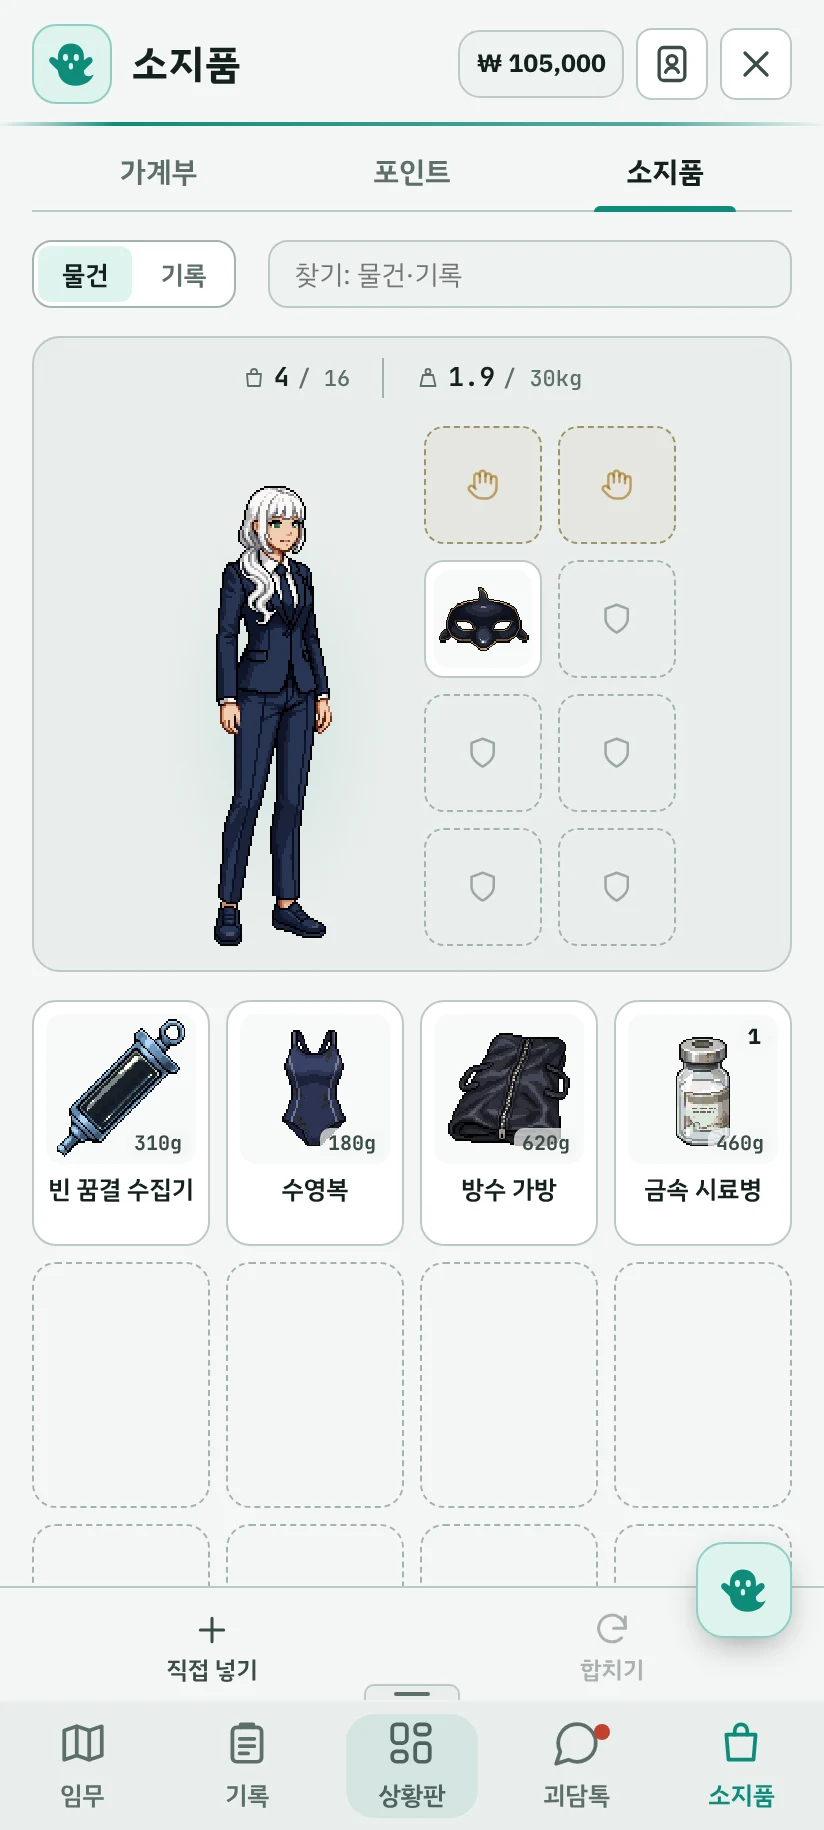 소지품
₩ 105,000
가계부 포인트 소지품
물건 기록 찾기: 물건·기록
4 / 16 1.9 / 30kg
1
310g 180g 620g 460g
빈 꿈결 수집기 수영복 방수 가방 금속 시료병
직접 넣기 합치기
임무 기록 상황판 괴담톡 소지품